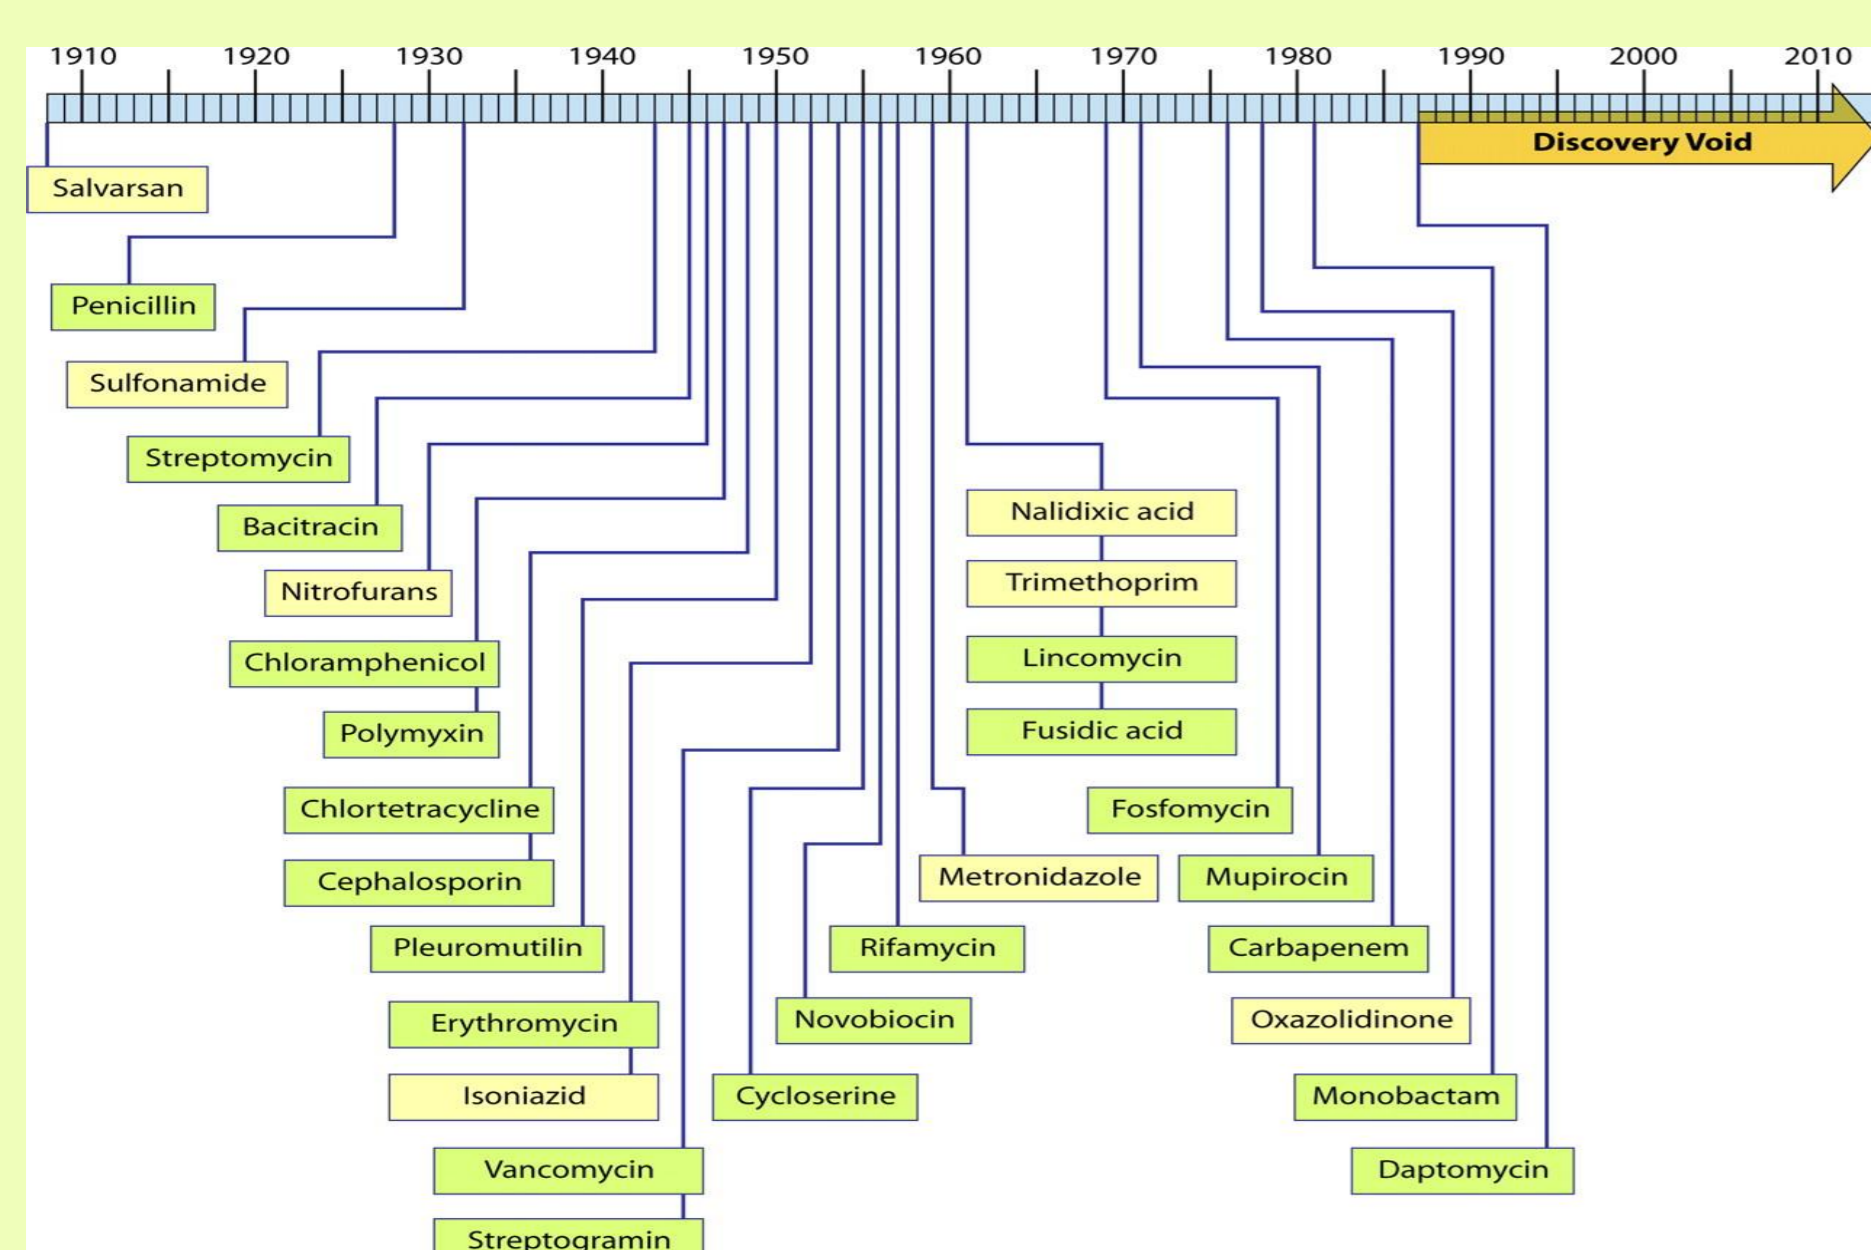 1910 1920 1930 1940 1950 1960 1970 1980 1990 2000 2010
Discovery Void
Salvarsan
Penicillin
Sulfonamide
Streptomycin
Bacitracin
Nitrofurans
Chloramphenicol
Polymyxin
Chlortetracycline
Cephalosporin
Pleuromutilin
Erythromycin
Isoniazid
Vancomycin
Streptogramin
Cycloserine
Novobiocin
Rifamycin
Metronidazole
Nalidixic acid
Trimethoprim
Lincomycin
Fusidic acid
Fosfomycin
Mupirocin
Carbapenem
Oxazolidinone
Monobactam
Daptomycin